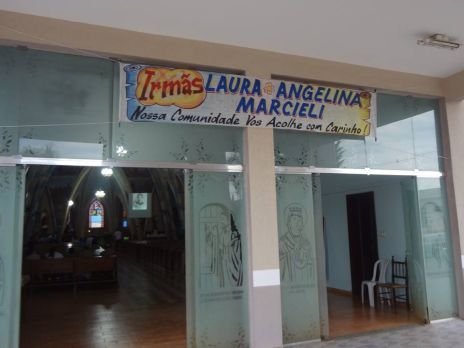 Irmãs LAURA e ANGELINA
MARCIELI
Nossa Comunidade Vos Acolhe com Carinho!